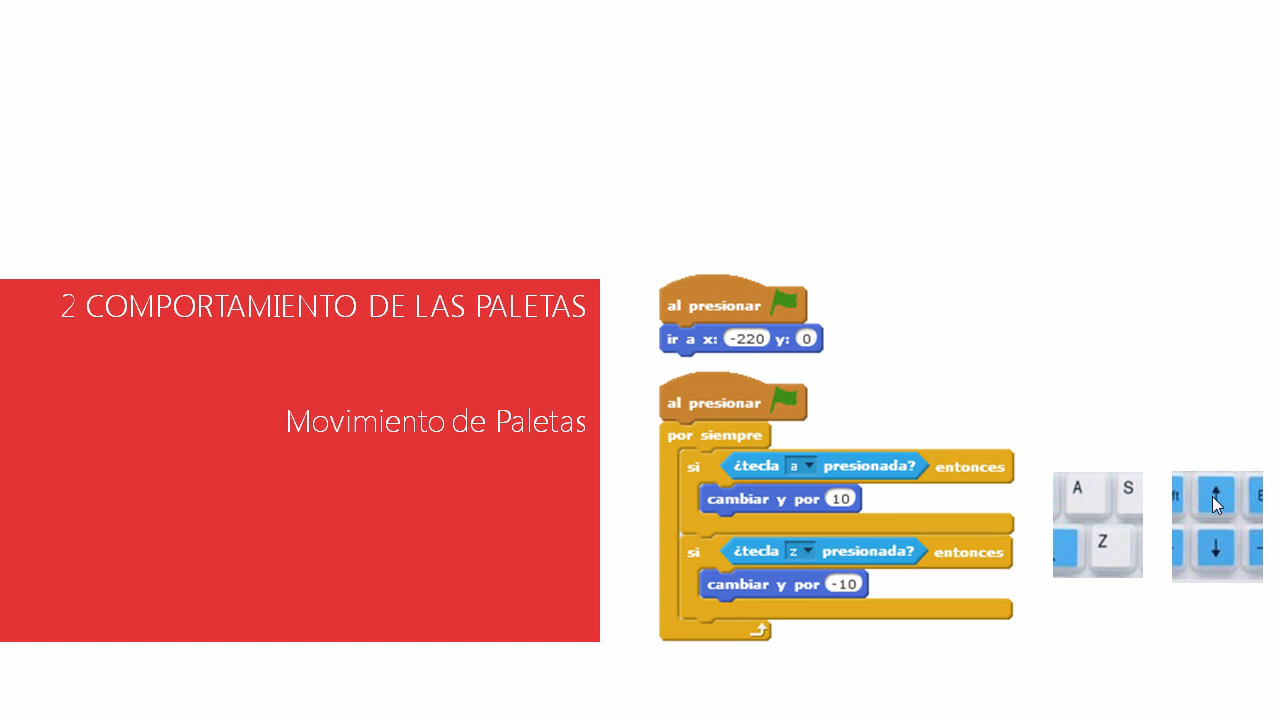 2 COMPORTAMIENTO DE LAS PALETAS
Movimiento de Paletas
al presionar
ir a x: -220 y: 0
al presionar
por siempre
si ¿tecla a presionada? entonces
cambiar y por 10
si ¿tecla z presionada? entonces
cambiar y por -10
A S
Z